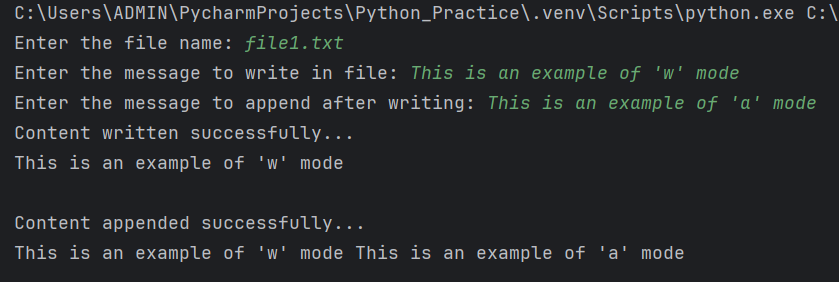 C:\Users\ADMIN\PycharmProjects\Python_Practice\.venv\Scripts\python.exe C:\
Enter the file name: file1.txt
Enter the message to write in file: This is an example of 'w' mode
Enter the message to append after writing: This is an example of 'a' mode
Content written successfully...
This is an example of 'w' mode
Content appended successfully...
This is an example of 'w' mode This is an example of 'a' mode